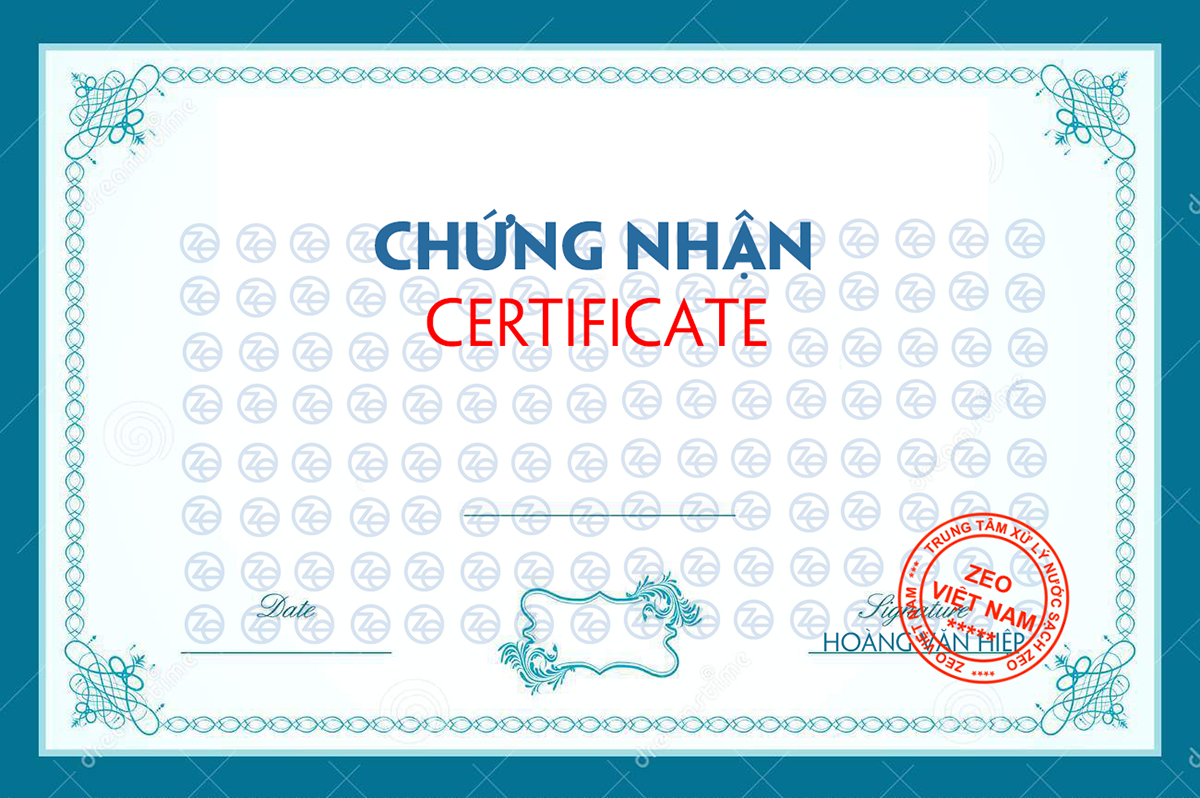 CHỨNG NHẬN
CERTIFICATE
Date
Signature
HOÀNG VĂN HIỆP
TRUNG TÂM XỬ LÝ NƯỚC SẠCH ZEO
ZEO VIỆT NAM
ZEO
VIỆT NAM
*****